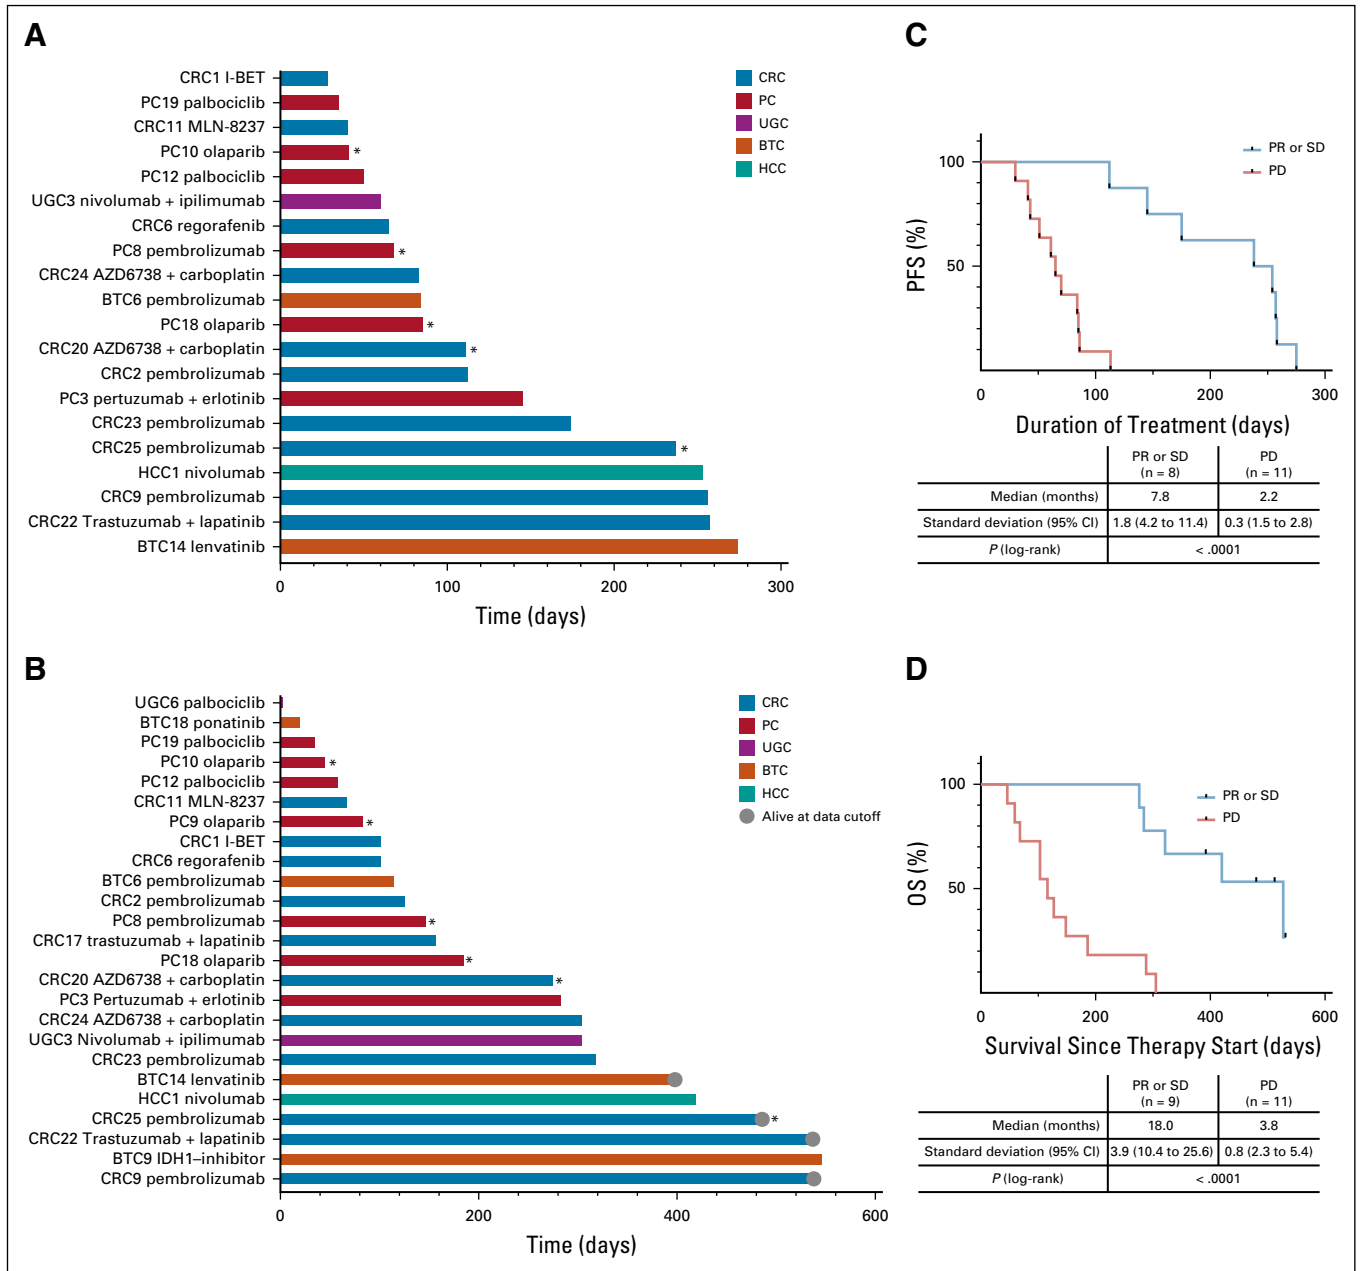 A
CRC1 I-BET
PC19 palbociclib
CRC11 MLN-8237
PC10 olaparib *
PC12 palbociclib
UGC3 nivolumab + ipilimumab
CRC6 regorafenib
PC8 pembrolizumab *
CRC24 AZD6738 + carboplatin
BTC6 pembrolizumab
PC18 olaparib *
CRC20 AZD6738 + carboplatin *
CRC2 pembrolizumab
PC3 pertuzumab + erlotinib
CRC23 pembrolizumab
CRC25 pembrolizumab *
HCC1 nivolumab
CRC9 pembrolizumab
CRC22 Trastuzumab + lapatinib
BTC14 lenvatinib
0 100 200 300
Time (days)
CRC
PC
UGC
BTC
HCC
B
UGC6 palbociclib
BTC18 ponatinib
PC19 palbociclib
PC10 olaparib *
PC12 palbociclib
CRC11 MLN-8237
PC9 olaparib *
CRC1 I-BET
CRC6 regorafenib
BTC6 pembrolizumab
CRC2 pembrolizumab
PC8 pembrolizumab *
CRC17 trastuzumab + lapatinib
PC18 olaparib *
CRC20 AZD6738 + carboplatin *
PC3 Pertuzumab + erlotinib
CRC24 AZD6738 + carboplatin
UGC3 Nivolumab + ipilimumab
CRC23 pembrolizumab
BTC14 lenvatinib
HCC1 nivolumab
CRC25 pembrolizumab *
CRC22 Trastuzumab + lapatinib
BTC9 IDH1–inhibitor
CRC9 pembrolizumab
0 200 400 600
Time (days)
CRC
PC
UGC
BTC
HCC
Alive at data cutoff
C
PR or SD
PD
100
50
PFS (%)
0 100 200 300
Duration of Treatment (days)
PR or SD (n = 8) PD (n = 11)
Median (months) 7.8 2.2
Standard deviation (95% CI) 1.8 (4.2 to 11.4) 0.3 (1.5 to 2.8)
P (log-rank) < .0001
D
PR or SD
PD
100
50
OS (%)
0 200 400 600
Survival Since Therapy Start (days)
PR or SD (n = 9) PD (n = 11)
Median (months) 18.0 3.8
Standard deviation (95% CI) 3.9 (10.4 to 25.6) 0.8 (2.3 to 5.4)
P (log-rank) < .0001